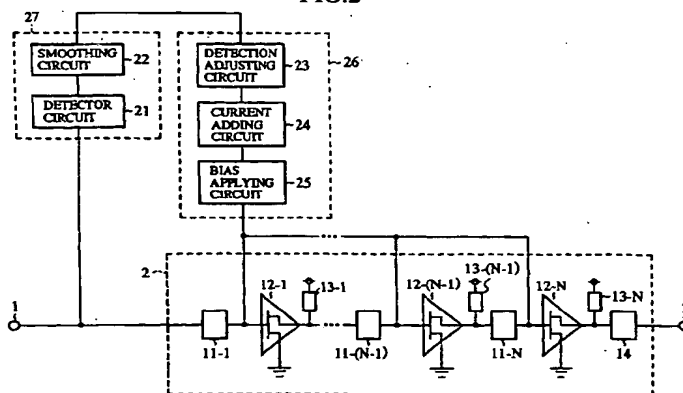 FIG.2
27
SMOOTHING
CIRCUIT
22
DETECTOR
CIRCUIT
21
DETECTION
ADJUSTING
CIRCUIT
23
26
CURRENT
ADDING
CIRCUIT
24
BIAS
APPLYING
CIRCUIT
25
2
12-1
13-1
12-(N-1)
13-(N-1)
12-N
13-N
1
11-1
11-(N-1)
11-N
14